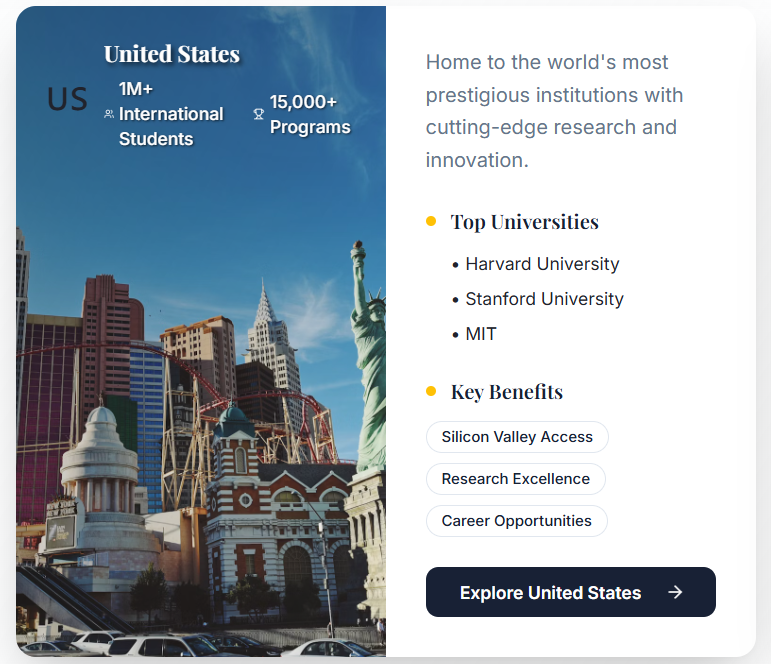 United States
US
1M+
International
Students
15,000+
Programs
Home to the world's most
prestigious institutions with
cutting-edge research and
innovation.
Top Universities
• Harvard University
• Stanford University
• MIT
Key Benefits
Silicon Valley Access
Research Excellence
Career Opportunities
Explore United States →